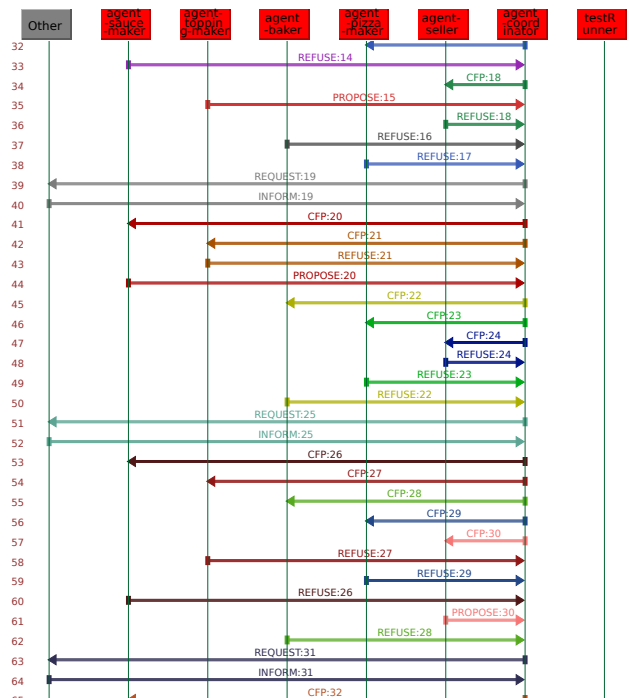 Other
agent
-sauce
-maker
agent-
toppin
g-maker
agent
-baker
agent
-pizza
-maker
agent-
seller
agent
-coord
inator
testR
unner
32
33 REFUSE:14
34 CFP:18
35 PROPOSE:15
36 REFUSE:18
37 REFUSE:16
38 REFUSE:17
39 REQUEST:19
40 INFORM:19
41 CFP:20
42 CFP:21
43 REFUSE:21
44 PROPOSE:20
45 CFP:22
46 CFP:23
47 CFP:24
48 REFUSE:24
49 REFUSE:23
50 REFUSE:22
51 REQUEST:25
52 INFORM:25
53 CFP:26
54 CFP:27
55 CFP:28
56 CFP:29
57 CFP:30
58 REFUSE:27
59 REFUSE:29
60 REFUSE:26
61 PROPOSE:30
62 REFUSE:28
63 REQUEST:31
64 INFORM:31
CFP:32